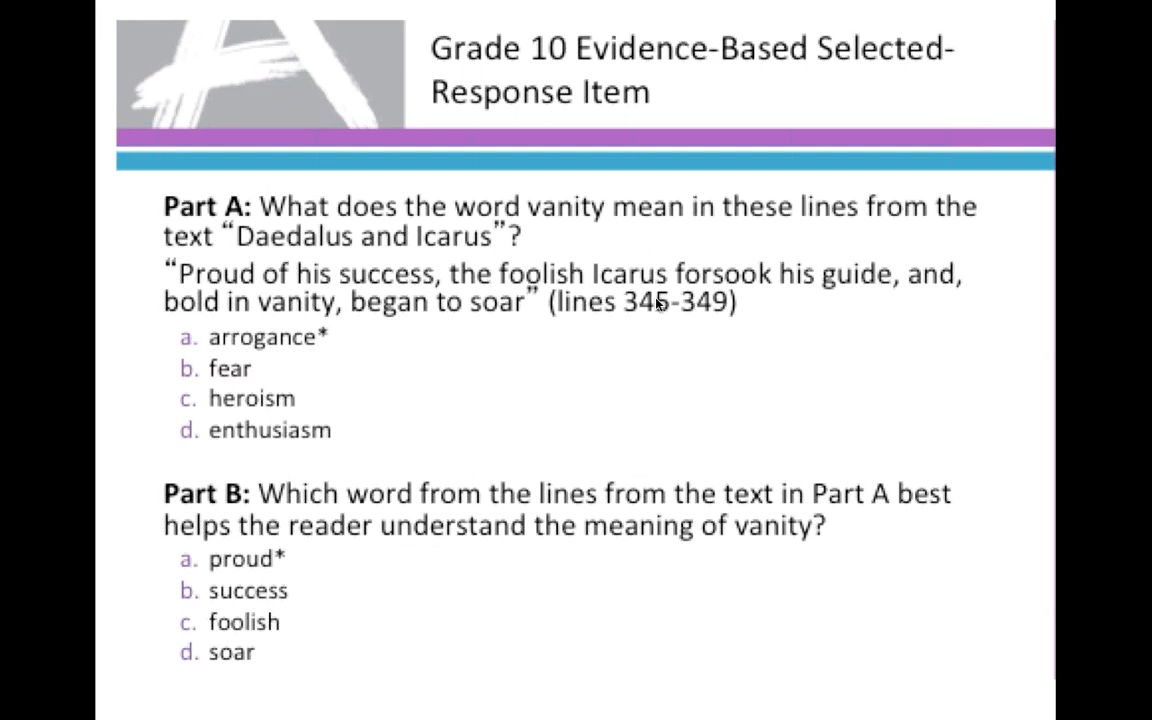 Grade 10 Evidence-Based Selected-
Response Item
Part A: What does the word vanity mean in these lines from the
text “Daedalus and Icarus”?
“Proud of his success, the foolish Icarus forsook his guide, and,
bold in vanity, began to soar” (lines 345-349)
a. arrogance*
b. fear
c. heroism
d. enthusiasm
Part B: Which word from the lines from the text in Part A best
helps the reader understand the meaning of vanity?
a. proud*
b. success
c. foolish
d. soar